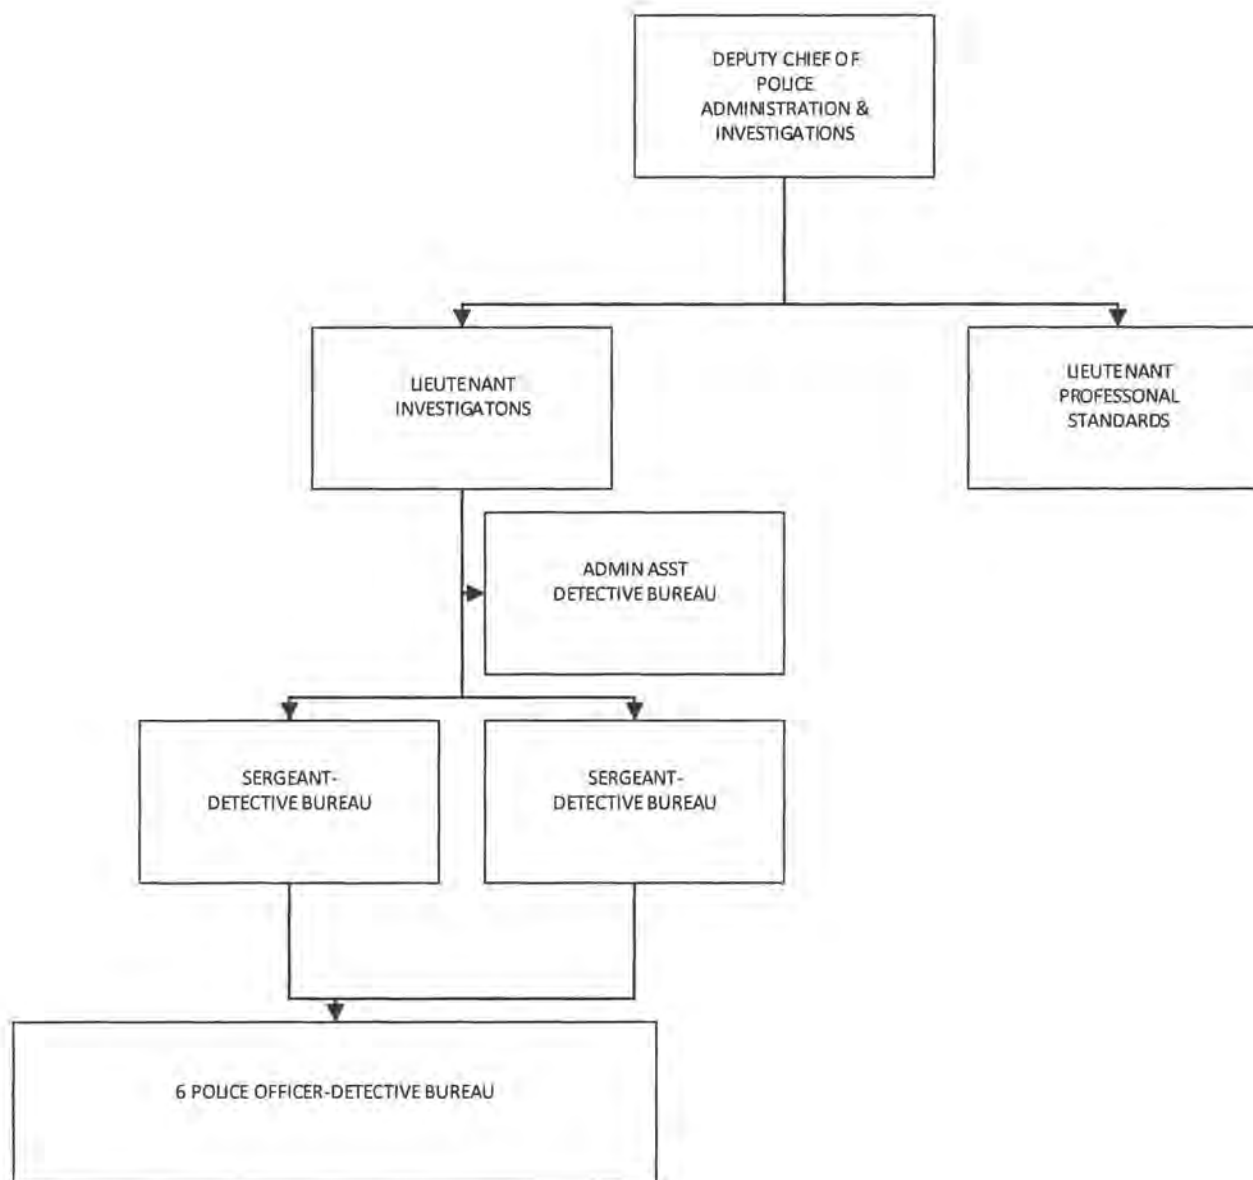 DEPUTY CHIEF OF
POLICE
ADMINISTRATION &
INVESTIGATIONS
LIEUTENANT
INVESTIGATONS
LIEUTENANT
PROFESSONAL
STANDARDS
ADMIN ASST
DETECTIVE BUREAU
SERGEANT-
DETECTIVE BUREAU
SERGEANT-
DETECTIVE BUREAU
6 POLICE OFFICER-DETECTIVE BUREAU